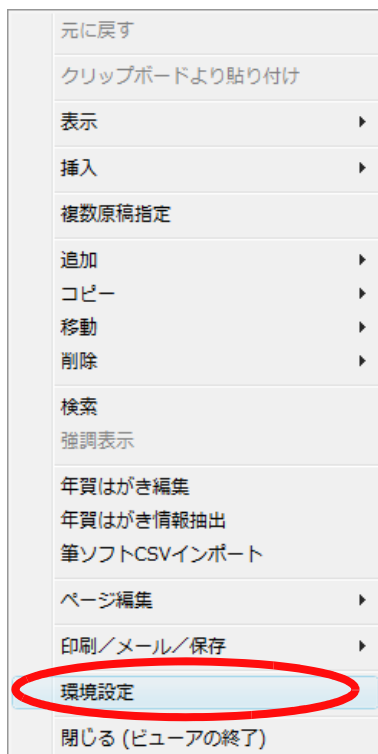 元に戻す
クリップボードより貼り付け
表示
挿入
複数原稿指定
追加
コピー
移動
削除
検索
強調表示
年賀はがき編集
年賀はがき情報抽出
筆ソフトCSVインポート
ページ編集
印刷／メール／保存
環境設定
閉じる (ビューアの終了)